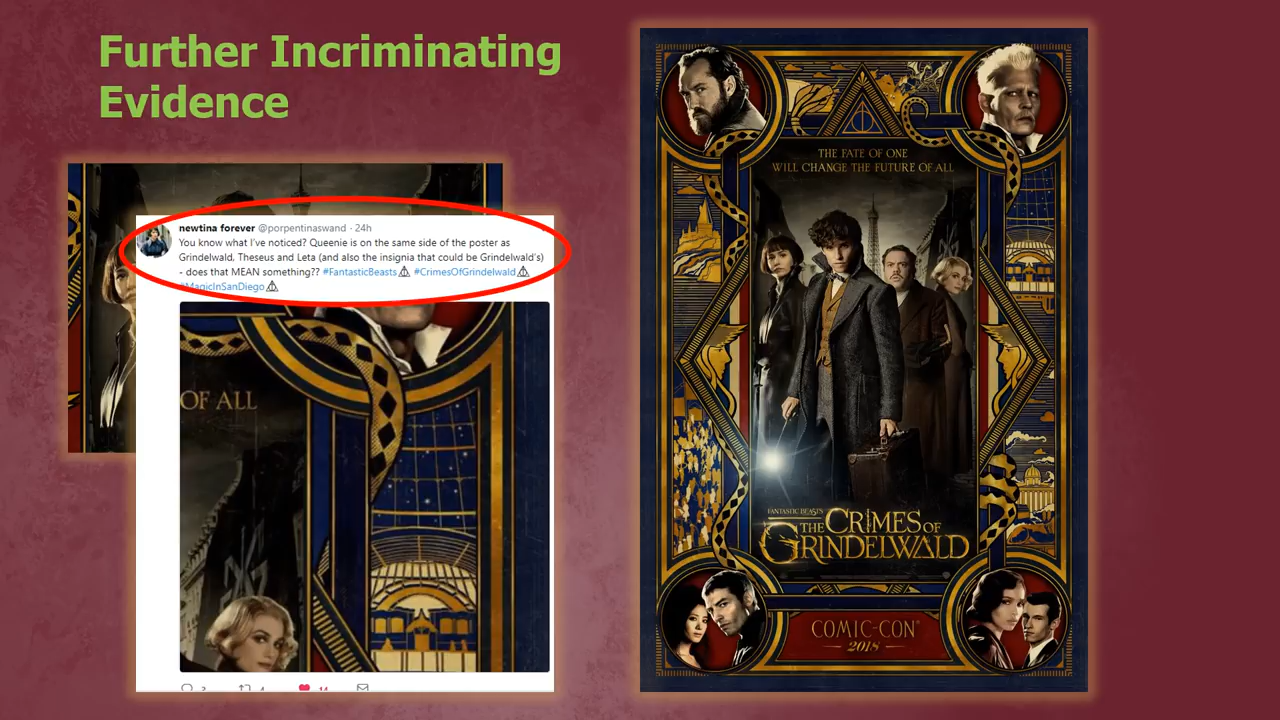 Further Incriminating
Evidence
newtina forever @porpentinaswand · 24h
You know what I've noticed? Queenie is on the same side of the poster as
Grindelwald, Theseus and Leta (and also the insignia that could be Grindelwald's)
- does that MEAN something?? #FantasticBeasts #CrimesOfGrindelwald
#MagicInSanDiego
OF ALL
THE FATE OF ONE
WILL CHANGE THE FUTURE OF ALL
FANTASTIC BEASTS
THE CRIMES OF
GRINDELWALD
COMIC-CON
2018